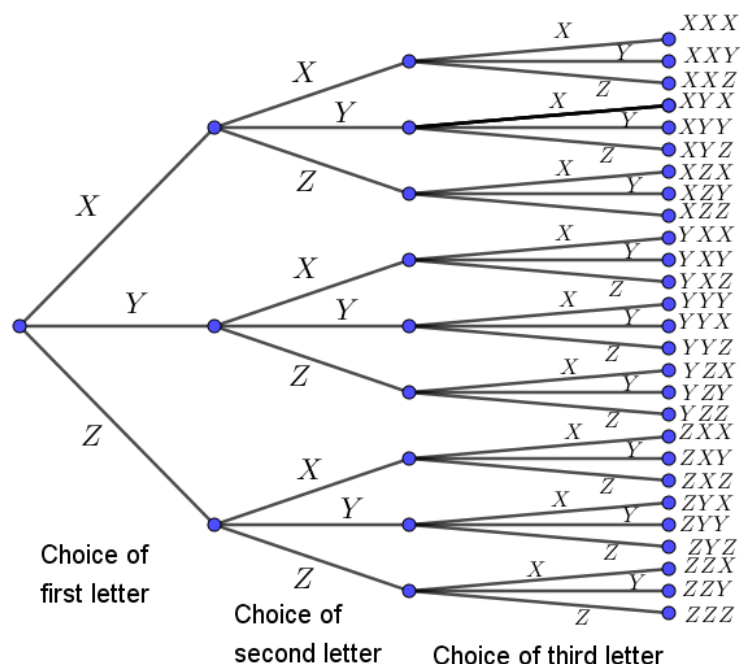 X
Y
Z
X
Y
Z
X
Y
Z
X
Y
Z
X
Y
Z
X
Y
Z
X
Y
X
Y
Z
X
Y
Z
X
Y
Z
X
Y
Z
X
Y
Z
X
Y
Z
XXX
XXY
XXZ
XYX
XYY
XYZ
XZX
XZY
XZZ
YXX
YXY
YXZ
YYY
YYX
YYZ
YZX
YZY
YZZ
ZXX
ZXY
ZXZ
ZYX
ZYY
ZYZ
ZZX
ZZY
ZZZ
Choice of
first letter
Choice of
second letter
Choice of third letter